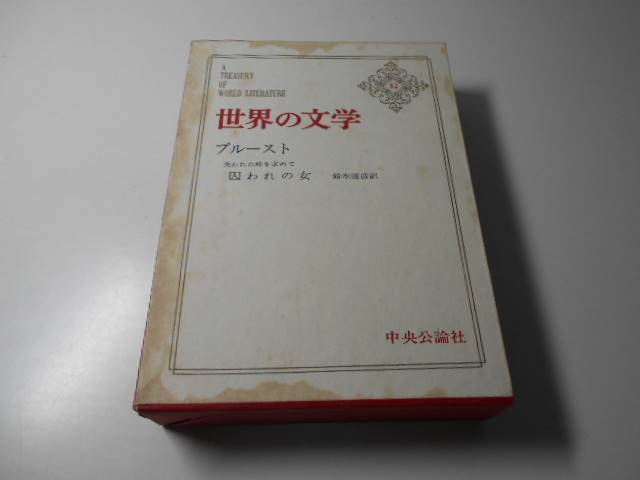 A
TREASURY
OF
WORLD LITERATURE
32
世界の文学
プルースト
失われた時を求めて
囚われの女 鈴木道彦訳
中央公論社